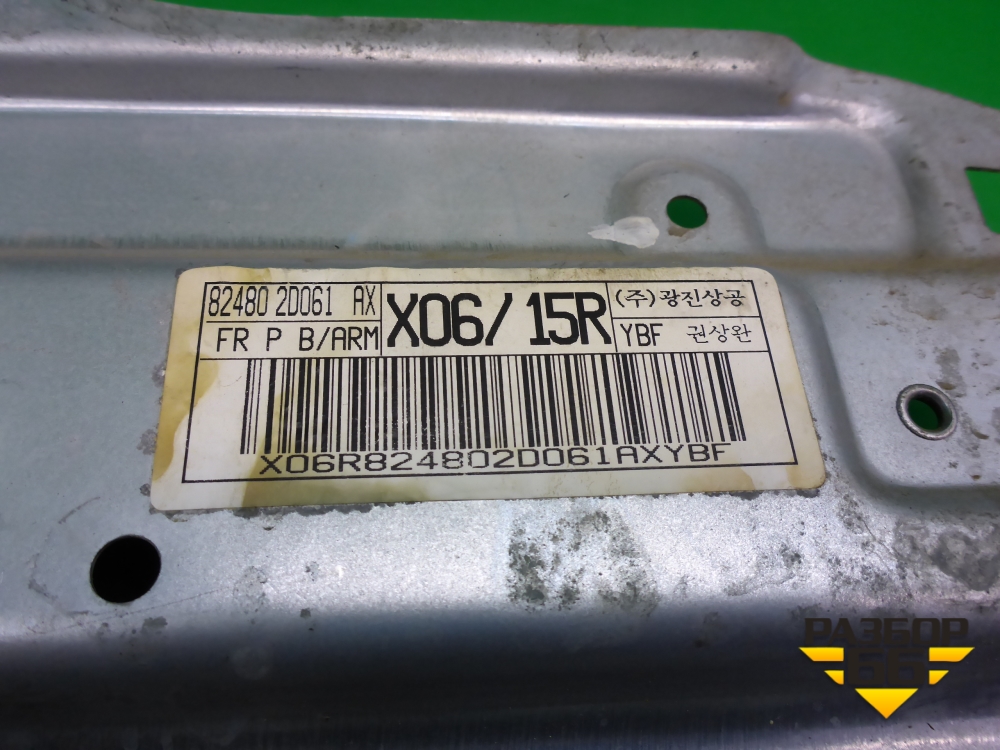 82480 2D061 AX
FR P B/ARM
X06/15R
(주)광진상공
YBF 권상완
X06R824802D061AXYBF
РАЗБОР
66